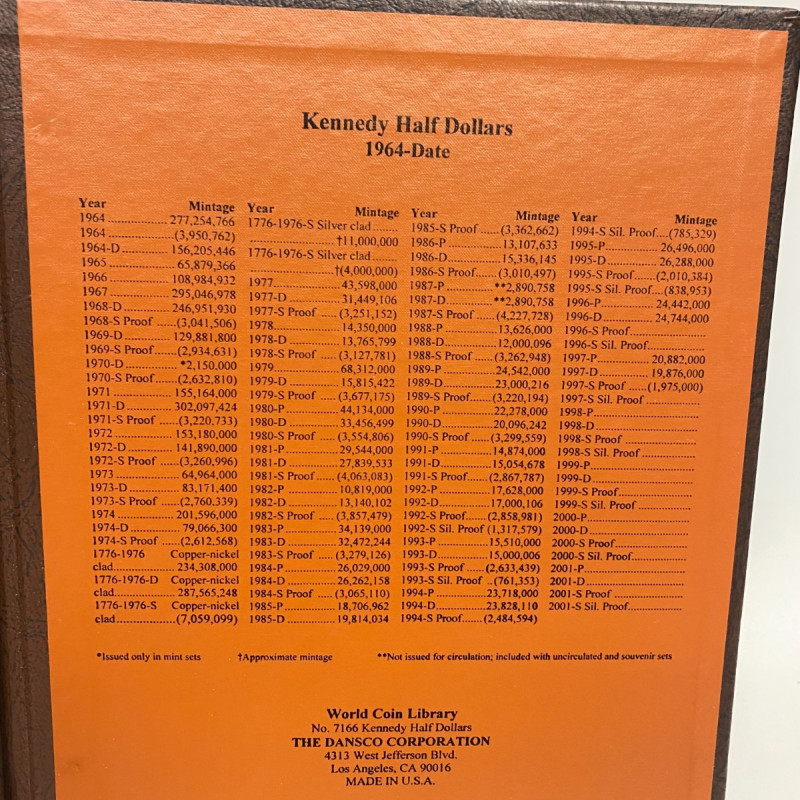 Kennedy Half Dollars
1964-Date
Year Mintage
1964 .................. 277,254,766
1964 .................. (3,950,762)
1964-D .............. 156,205,446
1965 .................. 65,879,366
1966 .................. 108,984,932
1967 .................. 295,046,978
1968-D .............. 246,951,930
1968-S Proof ....... (3,041,506)
1969-D .............. 129,881,800
1969-S Proof ....... (2,934,631)
1970-D .............. *2,150,000
1970-S Proof ....... (2,632,810)
1971 .................. 155,164,000
1971-D .............. 302,097,424
1971-S Proof ....... (3,220,733)
1972 .................. 153,180,000
1972-D .............. 141,890,000
1972-S Proof ....... (3,260,996)
1973 .................. 64,964,000
1973-D .............. 83,171,400
1973-S Proof ....... (2,760,339)
1974 .................. 201,596,000
1974-D .............. 79,066,300
1974-S Proof ....... (2,612,568)
1776-1976 Copper-nickel
clad ................... 234,308,000
1776-1976-D Copper-nickel
clad ................... 287,565,248
1776-1976-S Copper-nickel
clad ................... (7,059,099)
Year Mintage
1776-1976-S Silver clad ........
............................ †11,000,000
1776-1976-S Silver clad ........
............................ †(4,000,000)
1977 .................. 43,598,000
1977-D .............. 31,449,106
1977-S Proof ....... (3,251,152)
1978 .................. 14,350,000
1978-D .............. 13,765,799
1978-S Proof ....... (3,127,781)
1979 .................. 68,312,000
1979-D .............. 15,815,422
1979-S Proof ....... (3,677,175)
1980-P ............... 44,134,000
1980-D .............. 33,456,499
1980-S Proof ....... (3,554,806)
1981-P ............... 29,544,000
1981-D .............. 27,839,533
1981-S Proof ....... (4,063,083)
1982-P ............... 10,819,000
1982-D .............. 13,140,102
1982-S Proof ....... (3,857,479)
1983-P ............... 34,139,000
1983-D .............. 32,472,244
1983-S Proof ....... (3,279,126)
1984-P ............... 26,029,000
1984-D .............. 26,262,158
1984-S Proof ....... (3,065,110)
1985-P ............... 18,706,962
1985-D .............. 19,814,034
Year Mintage
1985-S Proof ....... (3,362,662)
1986-P ............... 13,107,633
1986-D .............. 15,336,145
1986-S Proof ....... (3,010,497)
1987-P ............... **2,890,758
1987-D .............. **2,890,758
1987-S Proof ....... (4,227,728)
1988-P ............... 13,626,000
1988-D .............. 12,000,096
1988-S Proof ....... (3,262,948)
1989-P ............... 24,542,000
1989-D .............. 23,000,216
1989-S Proof ....... (3,220,194)
1990-P ............... 22,278,000
1990-D .............. 20,096,242
1990-S Proof ....... (3,299,559)
1991-P ............... 14,874,000
1991-D .............. 15,054,678
1991-S Proof ....... (2,867,787)
1992-P ............... 17,628,000
1992-D .............. 17,000,106
1992-S Proof ....... (2,858,981)
1992-S Sil. Proof (1,317,579)
1993-P ............... 15,510,000
1993-D .............. 15,000,006
1993-S Proof ....... (2,633,439)
1993-S Sil. Proof .. (761,353)
1994-P ............... 23,718,000
1994-D .............. 23,828,110
1994-S Proof ....... (2,484,594)
Year Mintage
1994-S Sil. Proof .... (785,329)
1995-P ............... 26,496,000
1995-D .............. 26,288,000
1995-S Proof ....... (2,010,384)
1995-S Sil. Proof .... (838,953)
1996-P ............... 24,442,000
1996-D .............. 24,744,000
1996-S Proof .......................
1996-S Sil. Proof .................
1997-P ............... 20,882,000
1997-D .............. 19,876,000
1997-S Proof ....... (1,975,000)
1997-S Sil. Proof .................
1998-P ...............................
1998-D ..............................
1998-S Proof .......................
1998-S Sil. Proof .................
1999-P ...............................
1999-D ..............................
1999-S Proof .......................
1999-S Sil. Proof .................
2000-P ...............................
2000-D ..............................
2000-S Proof .......................
2000-S Sil. Proof .................
2001-P ...............................
2001-D ..............................
2001-S Proof .......................
2001-S Sil. Proof .................
*Issued only in mint sets †Approximate mintage **Not issued for circulation; included with uncirculated and souvenir sets
World Coin Library
No. 7166 Kennedy Half Dollars
THE DANSCO CORPORATION
4313 West Jefferson Blvd.
Los Angeles, CA 90016
MADE IN U.S.A.